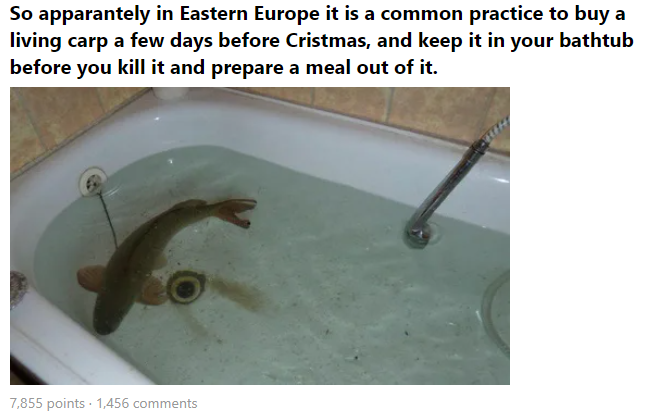 So apparantely in Eastern Europe it is a common practice to buy a
living carp a few days before Cristmas, and keep it in your bathtub
before you kill it and prepare a meal out of it.
7,855 points · 1,456 comments